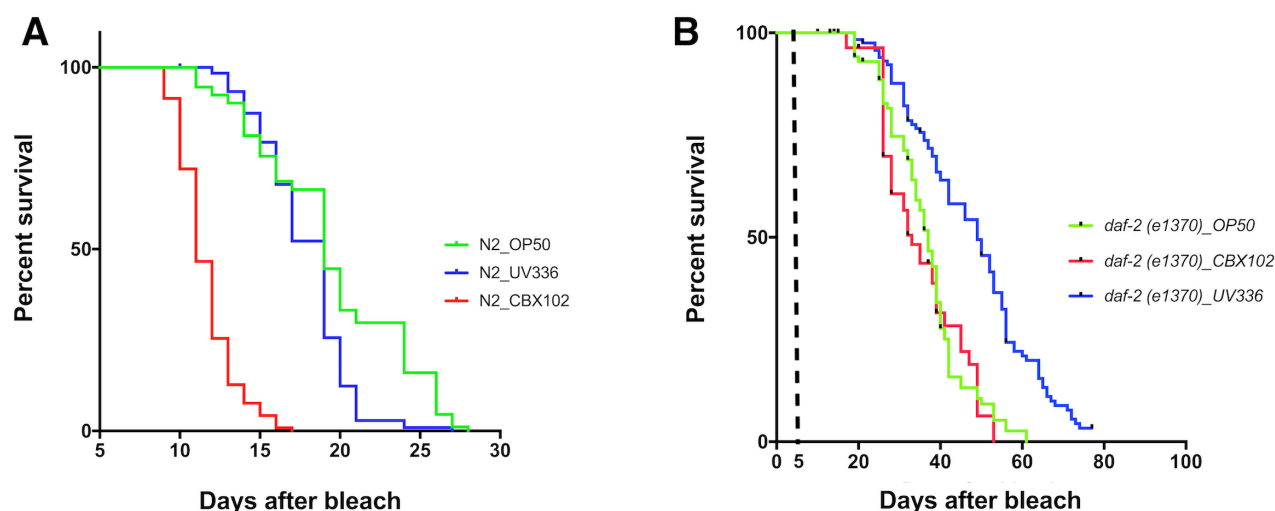 A
Percent survival
100
50
0
5
10
15
20
25
30
Days after bleach
N2_OP50
N2_UV336
N2_CBX102
B
Percent survival
100
50
0
0
5
20
40
60
80
100
Days after bleach
daf-2 (e1370)_OP50
daf-2 (e1370)_CBX102
daf-2 (e1370)_UV336